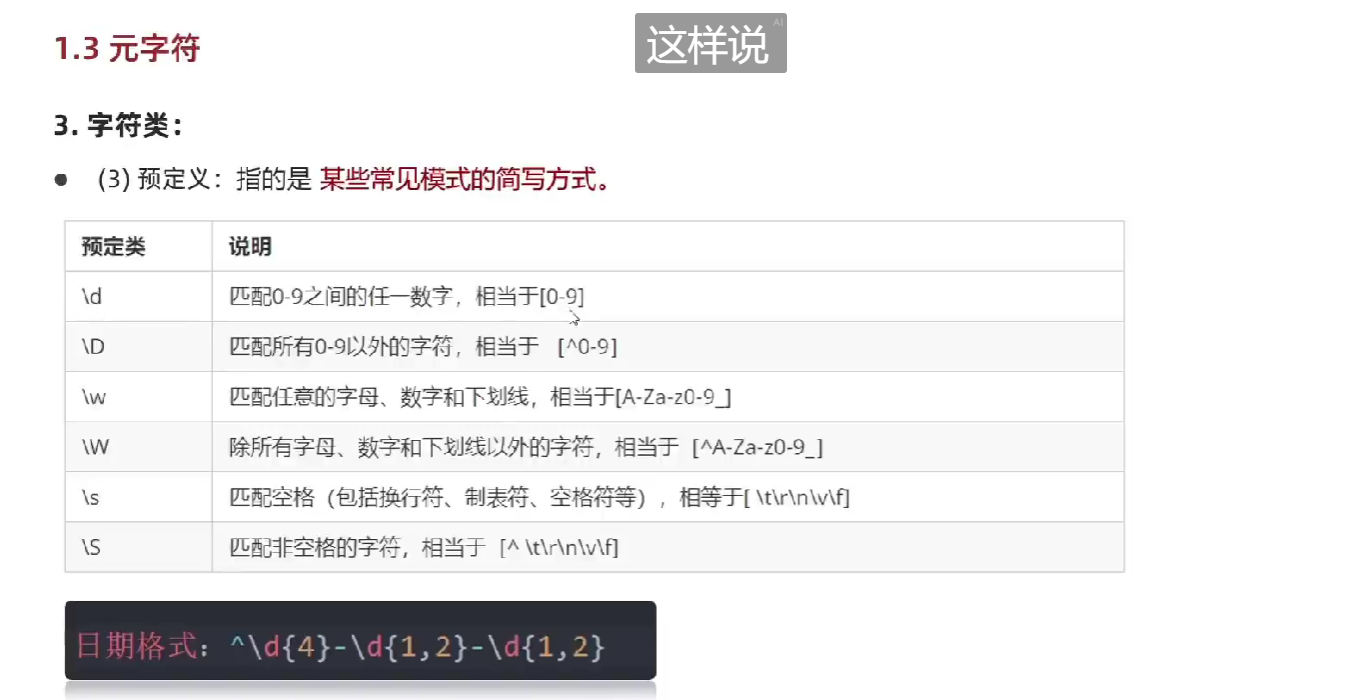 1.3 元字符
这样说
AI
3. 字符类：
● (3) 预定义：指的是 某些常见模式的简写方式。
预定类 说明
\d 匹配0-9之间的任一数字，相当于[0-9]
\D 匹配所有0-9以外的字符，相当于 [^0-9]
\w 匹配任意的字母、数字和下划线，相当于[A-Za-z0-9_]
\W 除所有字母、数字和下划线以外的字符，相当于 [^A-Za-z0-9_]
\s 匹配空格（包括换行符、制表符、空格符等），相等于[ \t\r\n\v\f]
\S 匹配非空格的字符，相当于 [^ \t\r\n\v\f]
日期格式：^\d{4}-\d{1,2}-\d{1,2}